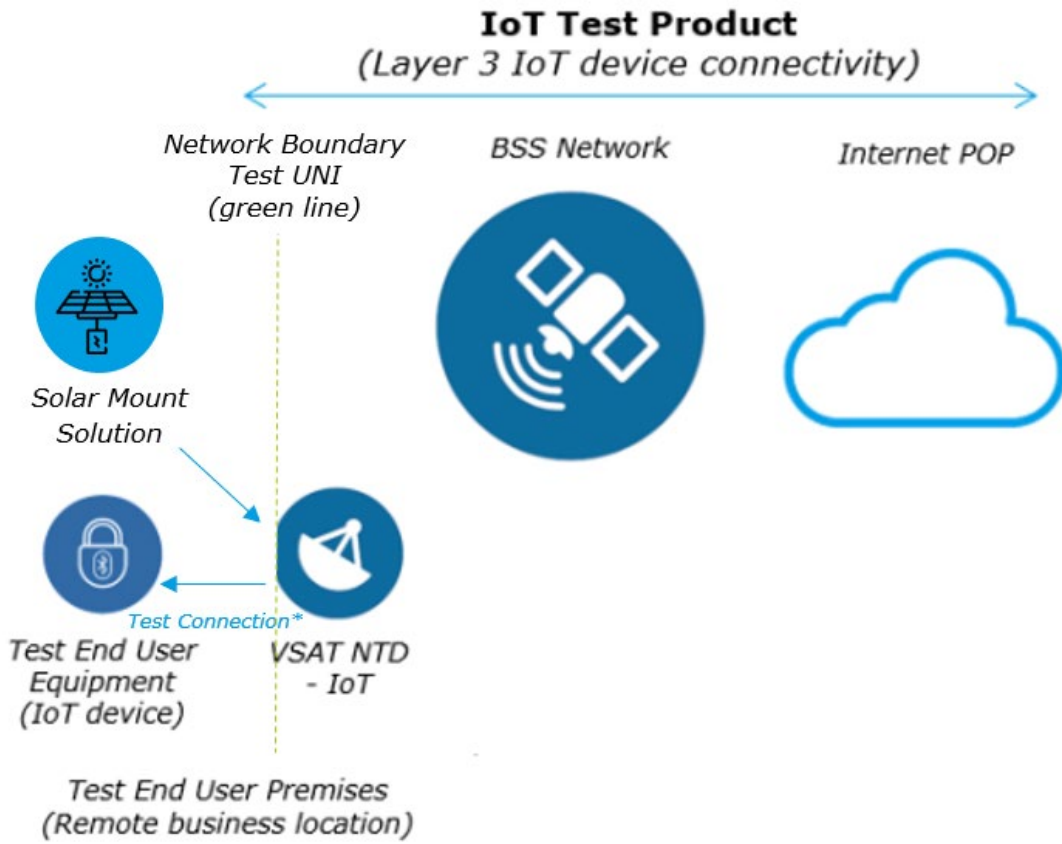 IoT Test Product
(Layer 3 IoT device connectivity)
Network Boundary
Test UNI
(green line)
BSS Network
Internet POP
Solar Mount
Solution
Test Connection*
Test End User
Equipment
(IoT device)
VSAT NTD
- IoT
Test End User Premises
(Remote business location)